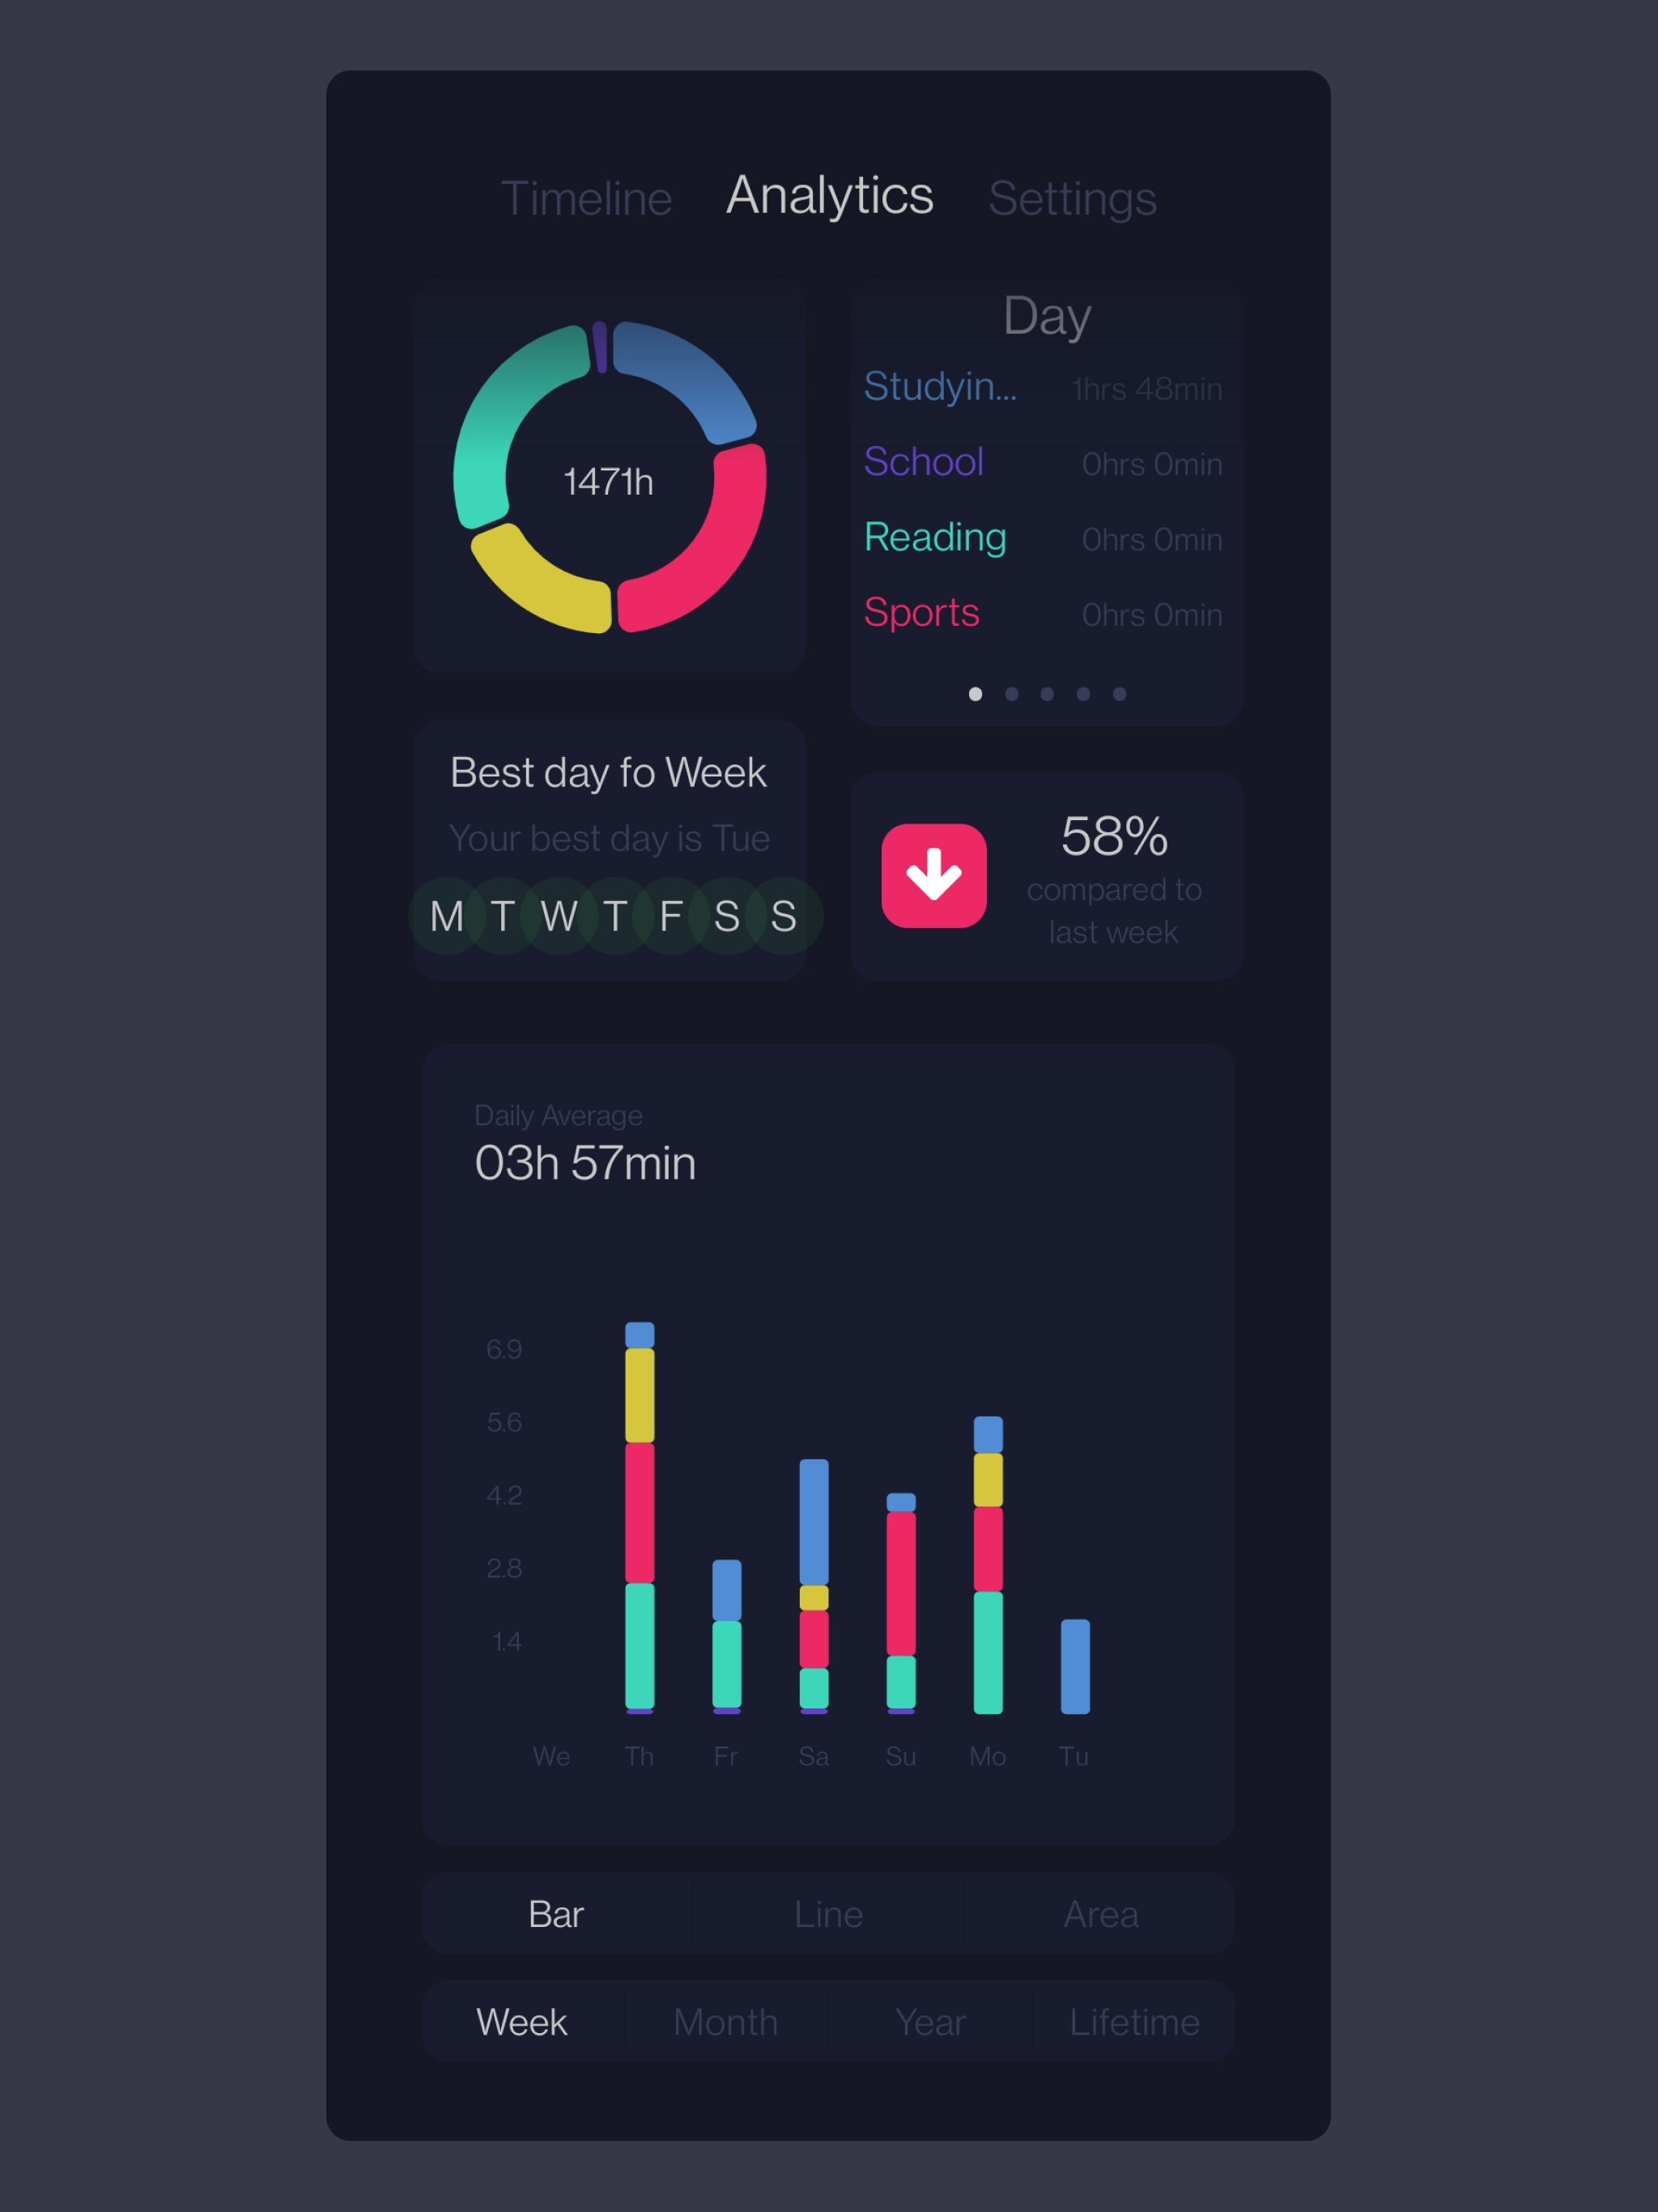 Timeline Analytics Settings
1471h
Day
Studyin... 1hrs 48min
School 0hrs 0min
Reading 0hrs 0min
Sports 0hrs 0min
Best day fo Week
Your best day is Tue
M T W T F S S
58%
compared to
last week
Daily Average
03h 57min
6.9
5.6
4.2
2.8
1.4
We Th Fr Sa Su Mo Tu
Bar Line Area
Week Month Year Lifetime